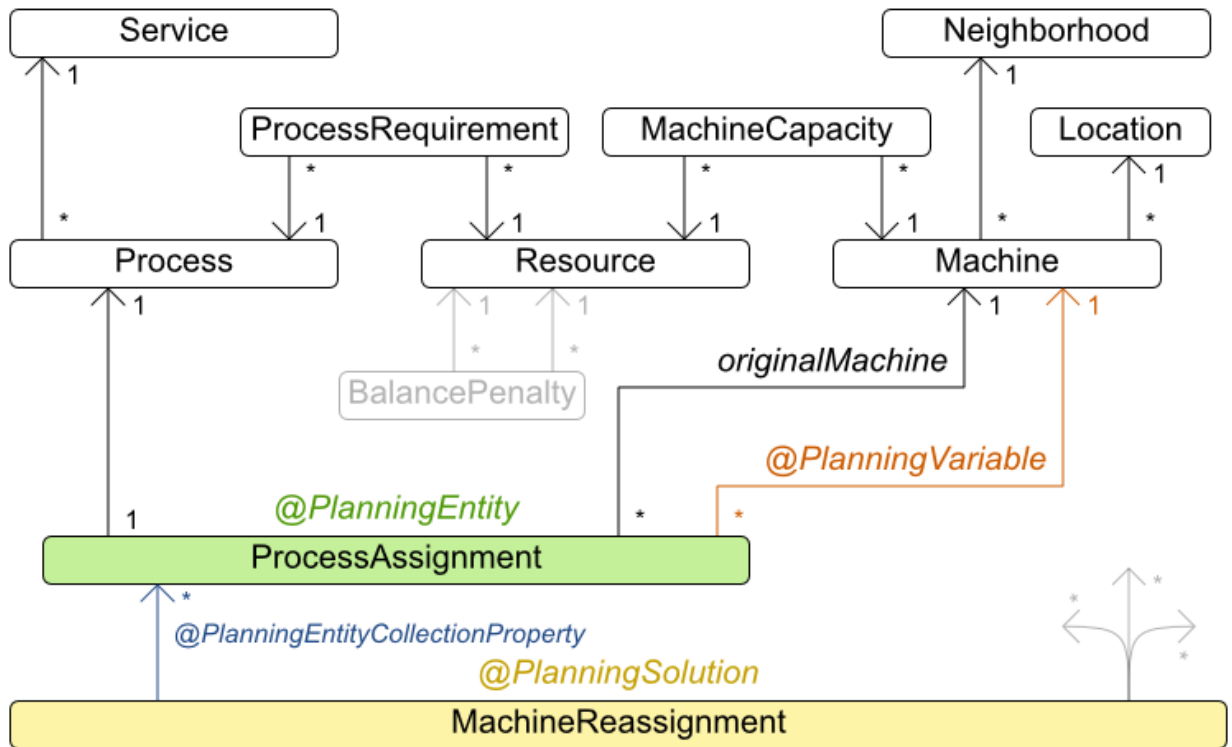 Service
Neighborhood
1
1
ProcessRequirement
MachineCapacity
Location
* * * * 1
* 1 1 1 1 * *
Process
Resource
Machine
1
1 1
1 1
* *
originalMachine
BalancePenalty
@PlanningVariable
@PlanningEntity
1
* *
ProcessAssignment
*
* *
@PlanningEntityCollectionProperty
*
@PlanningSolution
MachineReassignment